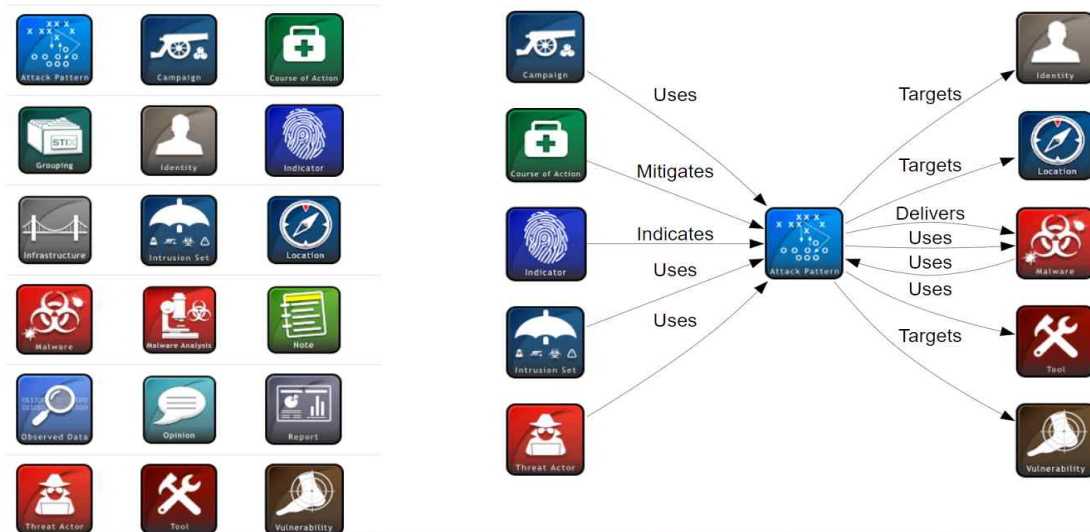 Attack Pattern
Campaign
Course of Action
STIX
Grouping
Identity
Indicator
Infrastructure
Intrusion Set
Location
Malware
Malware Analysis
Note
Observed Data
Opinion
Report
Threat Actor
Tool
Vulnerability
Campaign
Course of Action
Indicator
Intrusion Set
Threat Actor
Uses
Mitigates
Indicates
Uses
Uses
Attack Pattern
Targets
Targets
Delivers
Uses
Uses
Uses
Targets
Identity
Location
Malware
Tool
Vulnerability